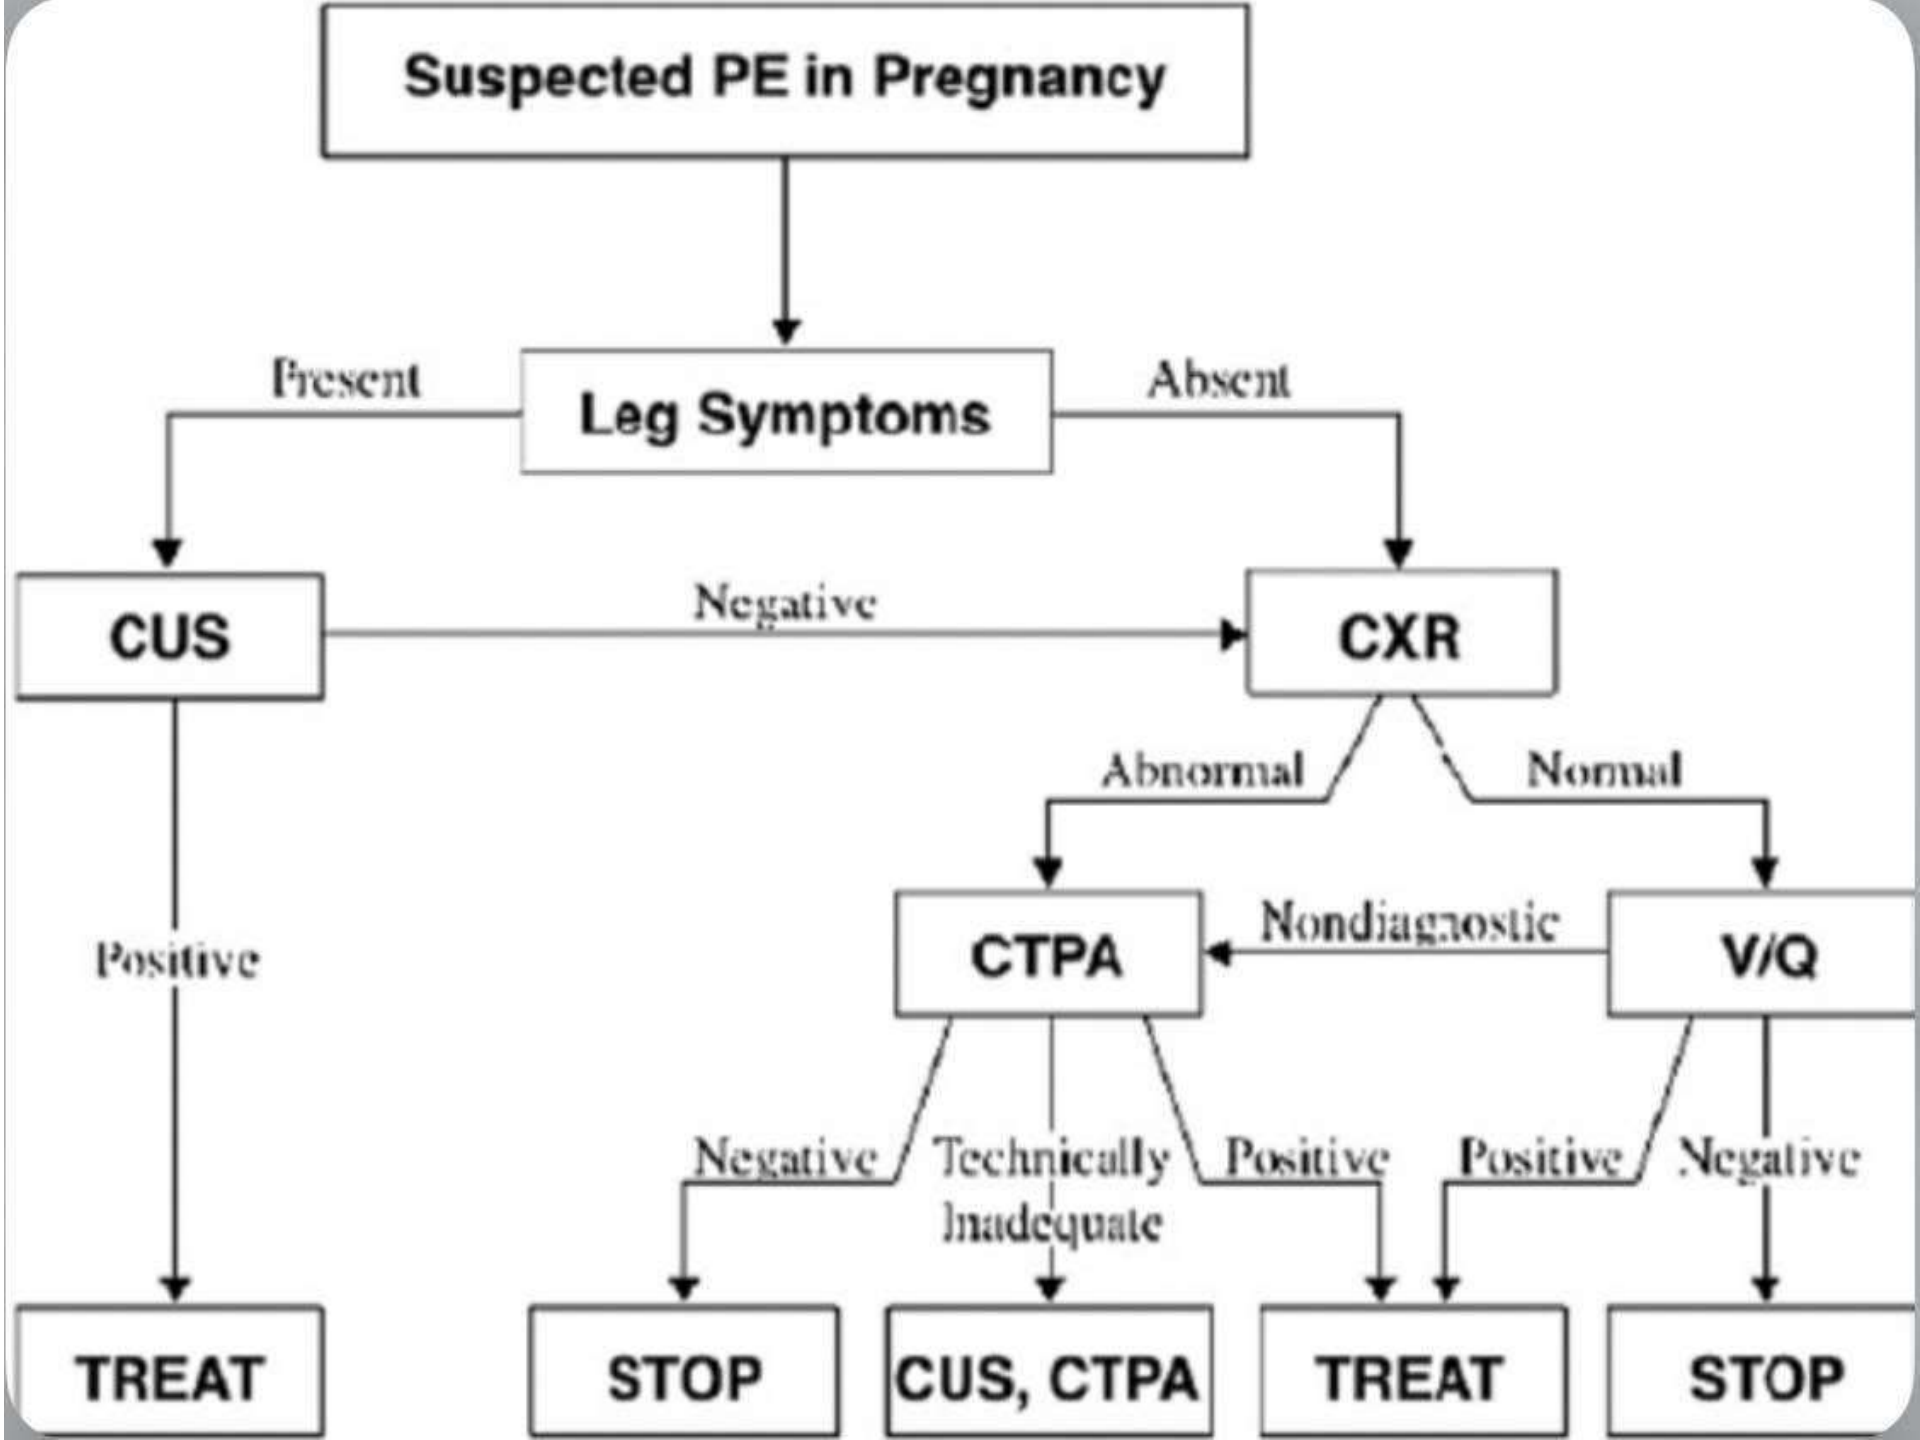 Suspected PE in Pregnancy
Present
Absent
Leg Symptoms
CUS
Negative
CXR
Abnormal
Normal
CTPA
Nondiagnostic
V/Q
Positive
Negative
Technically
Inadequate
Positive
Positive
Negative
TREAT
STOP
CUS, CTPA
TREAT
STOP